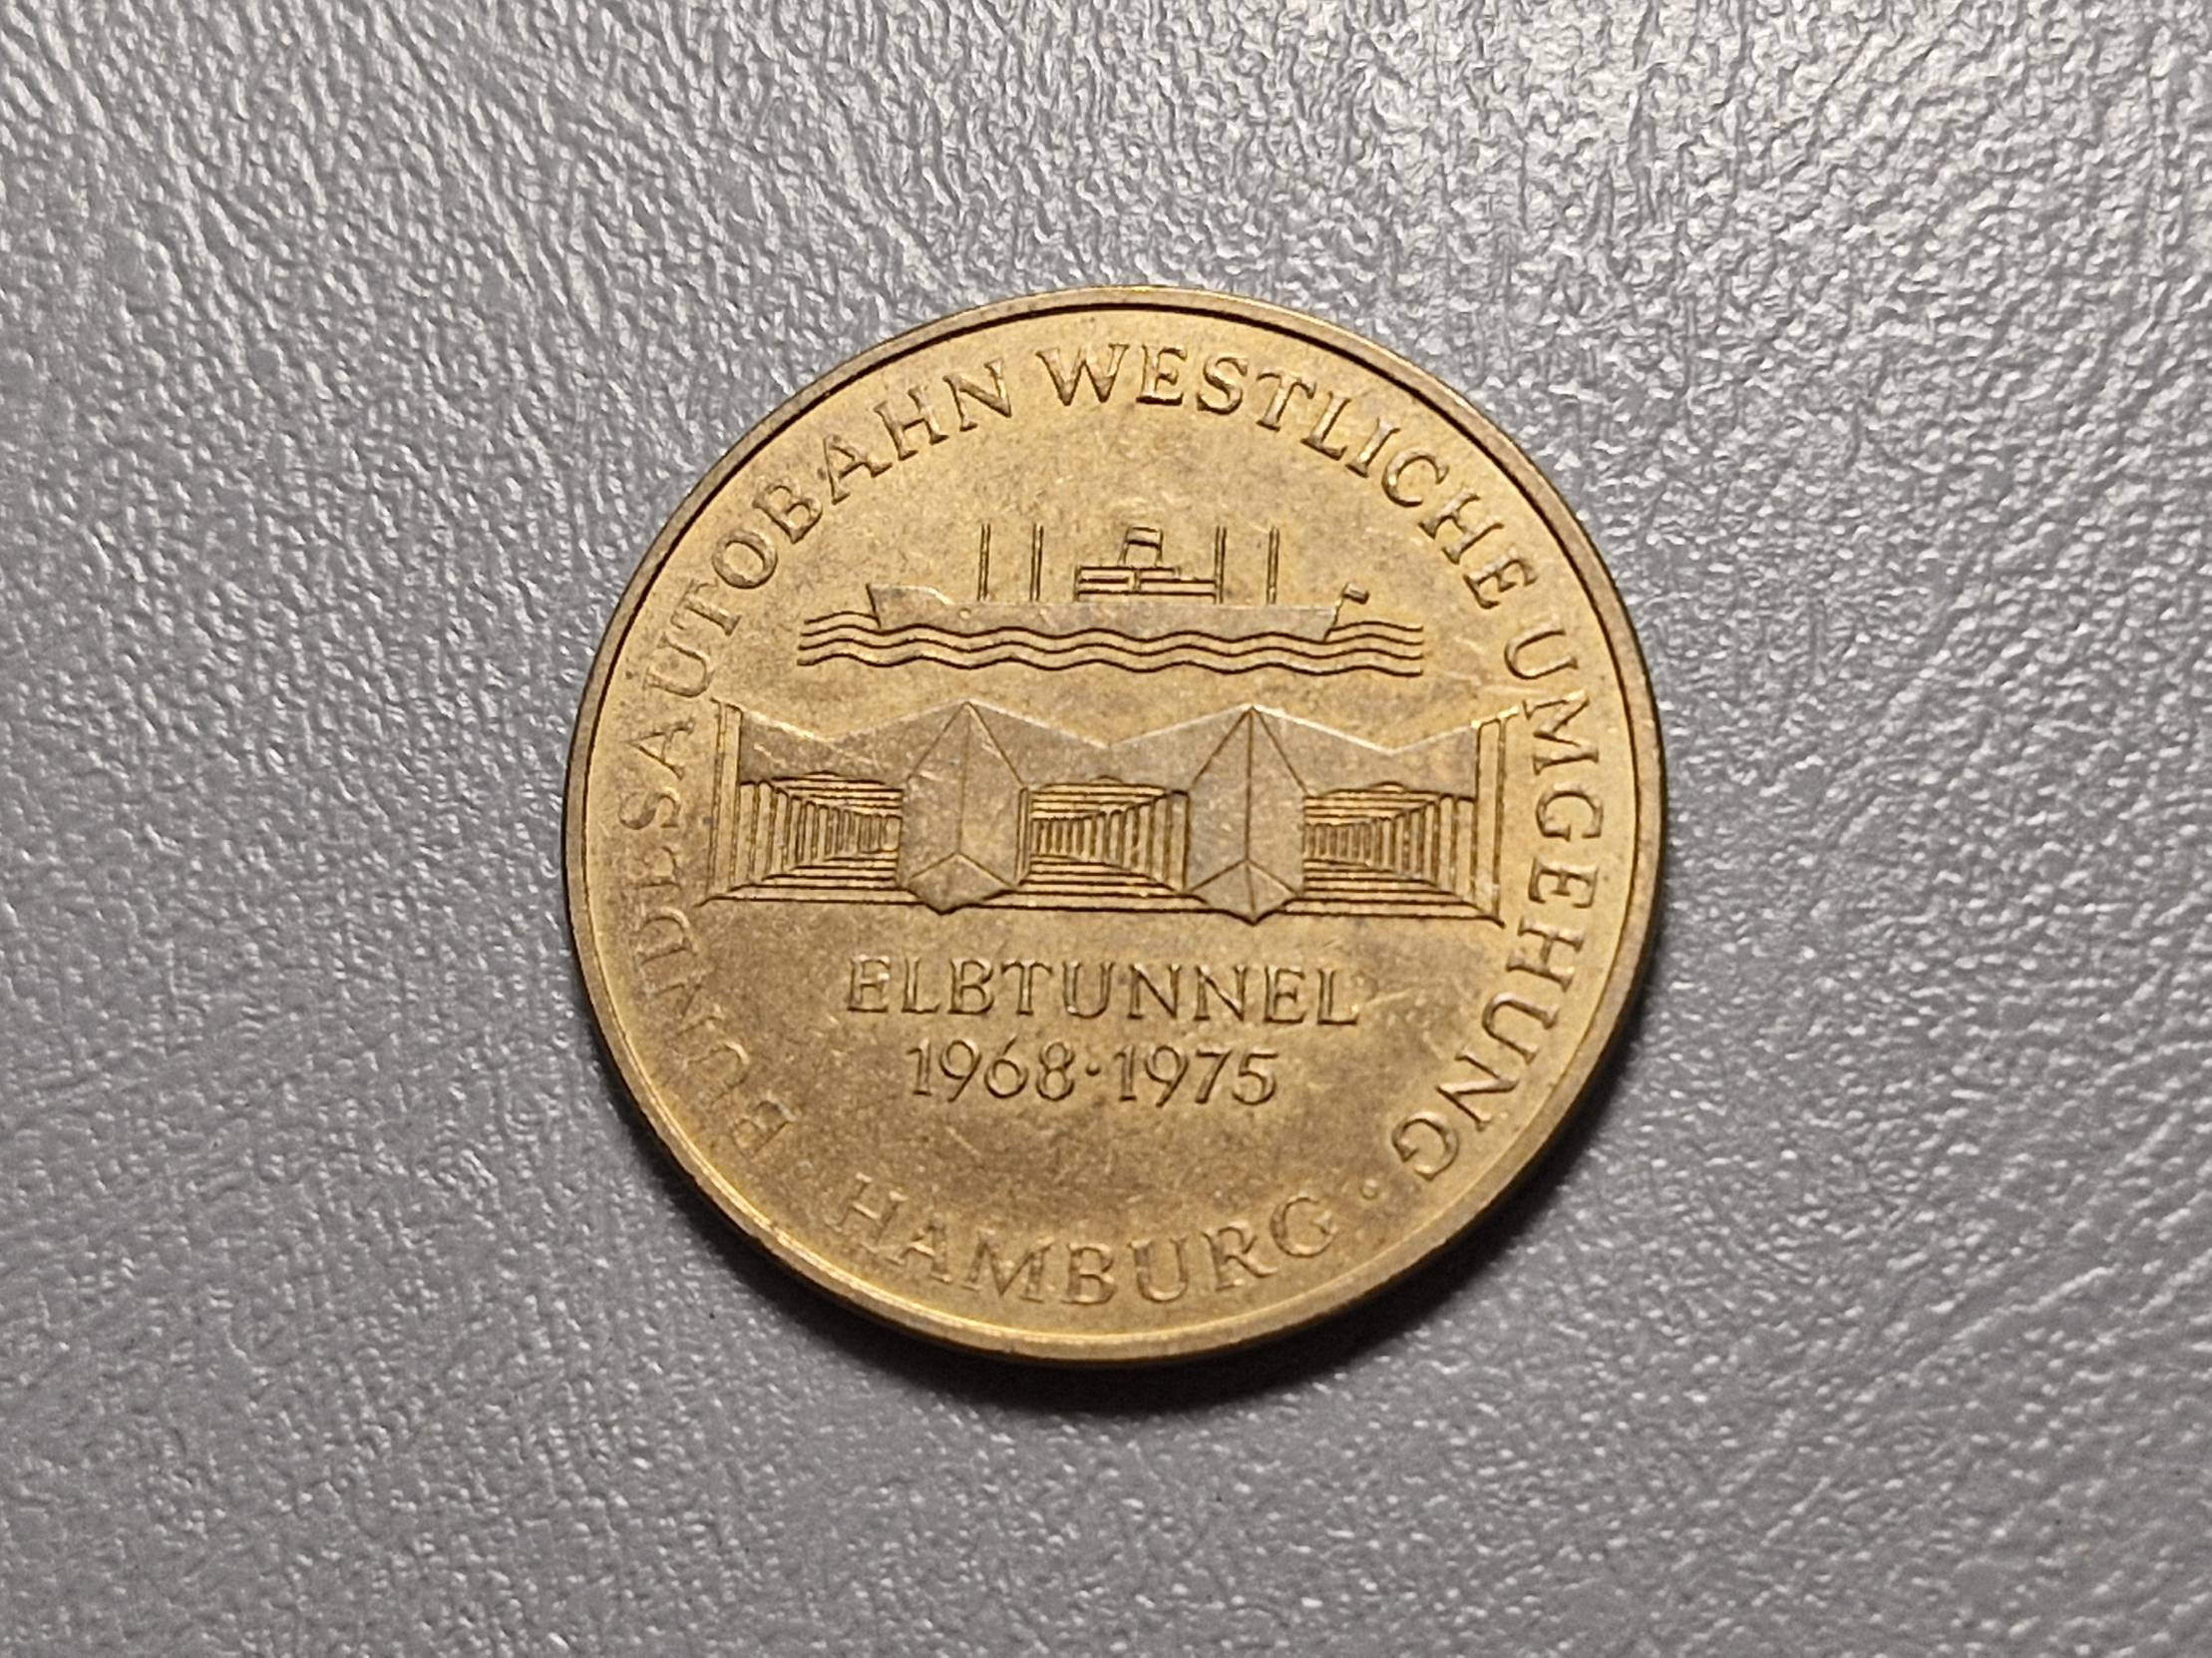 BUNDESAUTOBAHN WESTLICHE UMGEHUNG
· HAMBURG ·
ELBTUNNEL
1968·1975